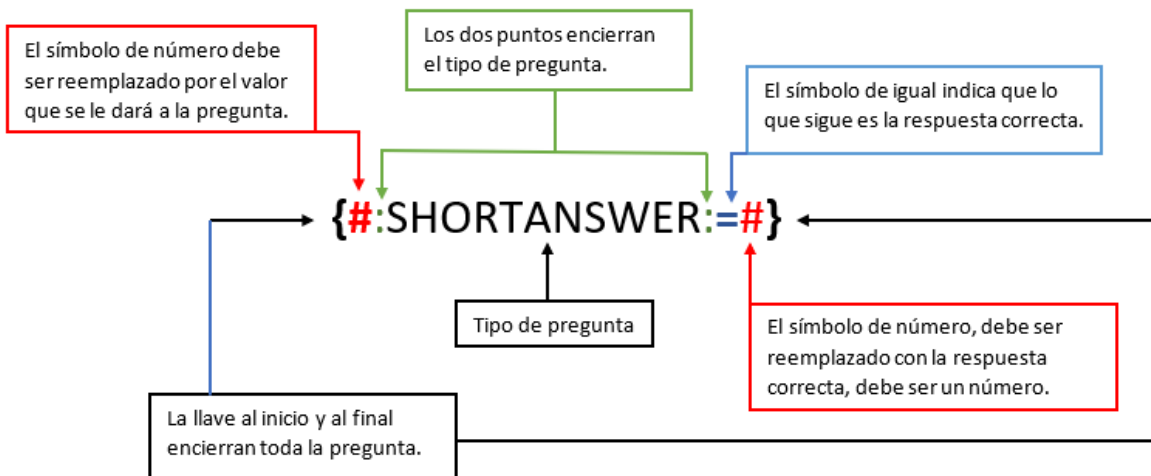 El símbolo de número debe
ser reemplazado por el valor
que se le dará a la pregunta.
Los dos puntos encierran
el tipo de pregunta.
El símbolo de igual indica que lo
que sigue es la respuesta correcta.
{#:SHORTANSWER:=#}
Tipo de pregunta
El símbolo de número, debe ser
reemplazado con la respuesta
correcta, debe ser un número.
La llave al inicio y al final
encierran toda la pregunta.